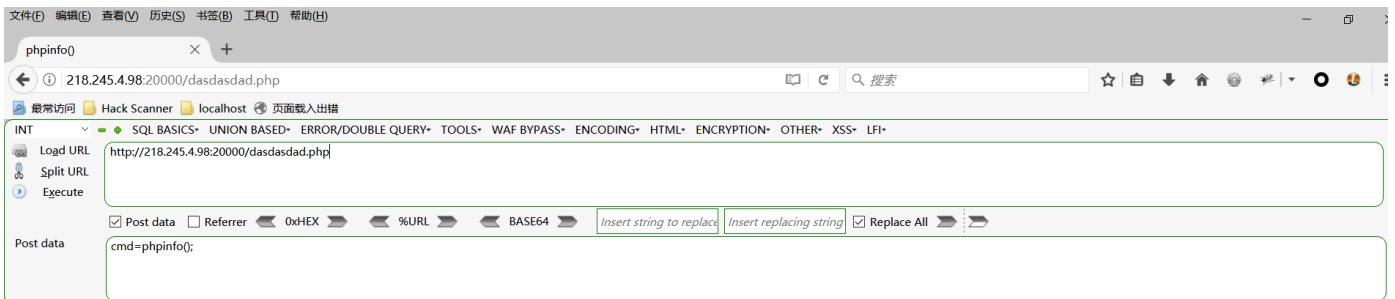 文件(F) 编辑(E) 查看(V) 历史(S) 书签(B) 工具(T) 帮助(H)
phpinfo()
218.245.4.98:20000/dasdasdad.php 搜索
最常访问 Hack Scanner localhost 页面载入出错
INT SQL BASICS UNION BASED ERROR/DOUBLE QUERY TOOLS WAF BYPASS ENCODING HTML ENCRYPTION OTHER XSS LFI
Load URL http://218.245.4.98:20000/dasdasdad.php
Split URL
Execute
Post data Referrer 0xHEX %URL BASE64 Insert string to replace Insert replacing string Replace All
Post data cmd=phpinfo();